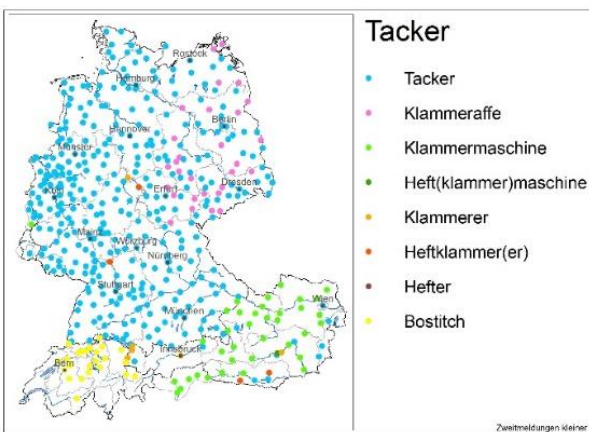 Tacker
Tacker
Klammeraffe
Klammermaschine
Heft(klammer)maschine
Klammerer
Heftklammer(er)
Hefter
Bostitch
Rostock
Hamburg
Berlin
Hannover
Münster
Köln
Erfurt
Dresden
Mainz
Würzburg
Nürnberg
Stuttgart
München
Wien
Innsbruck
Bern
Zweitmeldungen kleiner